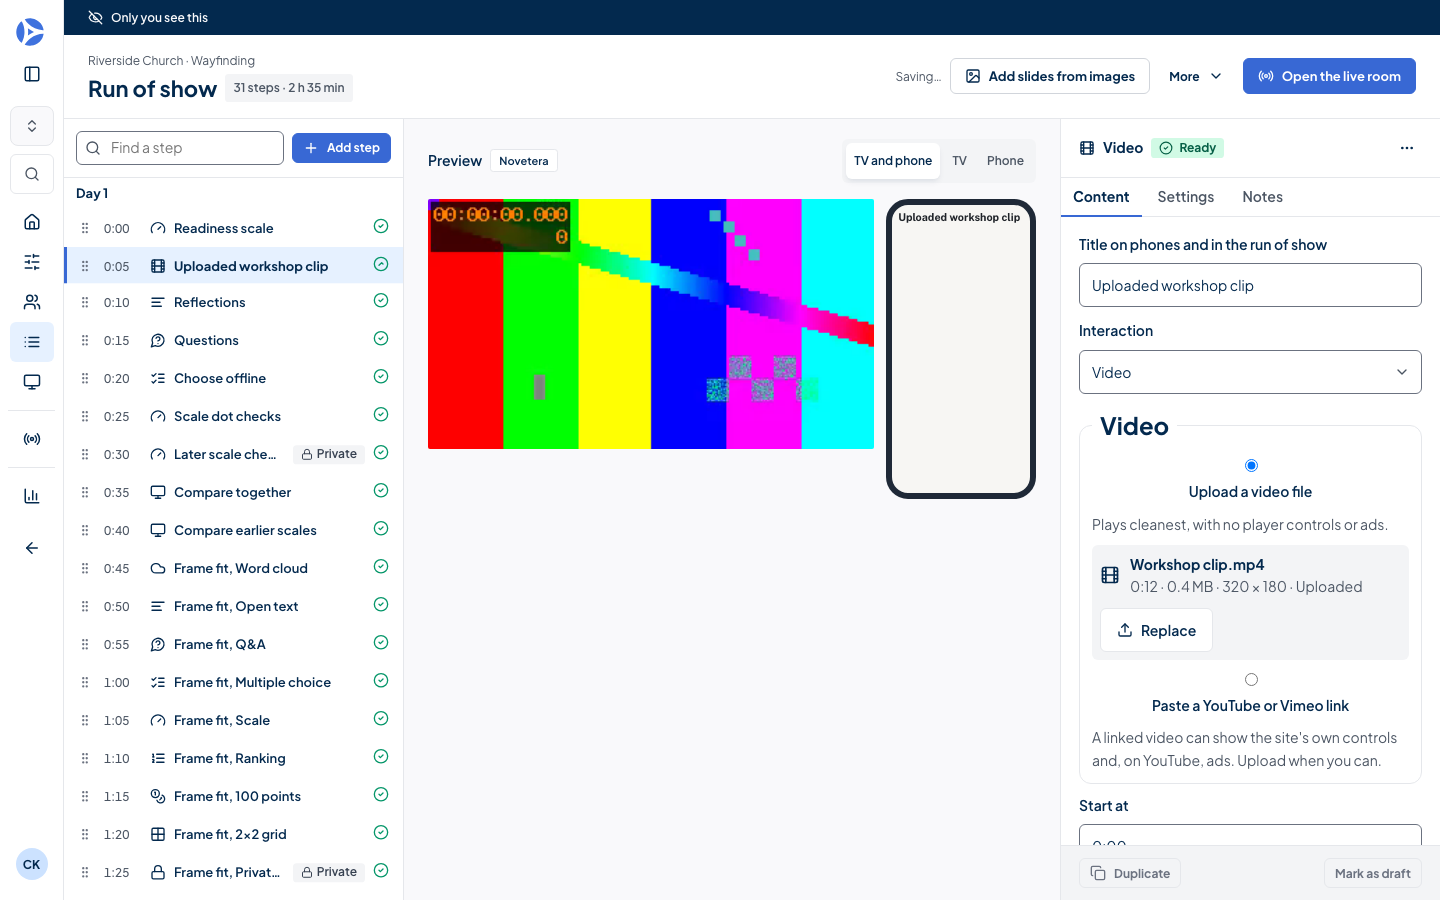 Only you see this
Riverside Church · Wayfinding
Run of show
31 steps · 2 h 35 min
Saving...
Add slides from images
More
Open the live room
Find a step
Add step
Day 1
0:00 Readiness scale
0:05 Uploaded workshop clip
0:10 Reflections
0:15 Questions
0:20 Choose offline
0:25 Scale dot checks
0:30 Later scale che... Private
0:35 Compare together
0:40 Compare earlier scales
0:45 Frame fit, Word cloud
0:50 Frame fit, Open text
0:55 Frame fit, Q&A
1:00 Frame fit, Multiple choice
1:05 Frame fit, Scale
1:10 Frame fit, Ranking
1:15 Frame fit, 100 points
1:20 Frame fit, 2×2 grid
1:25 Frame fit, Privat... Private
CK
Preview
Novetera
TV and phone
TV
Phone
00:00:00.000
0
Uploaded workshop clip
Video
Ready
Content
Settings
Notes
Title on phones and in the run of show
Uploaded workshop clip
Interaction
Video
Video
Upload a video file
Plays cleanest, with no player controls or ads.
Workshop clip.mp4
0:12 · 0.4 MB · 320 × 180 · Uploaded
Replace
Paste a YouTube or Vimeo link
A linked video can show the site's own controls
and, on YouTube, ads. Upload when you can.
Start at
0:00
Duplicate
Mark as draft